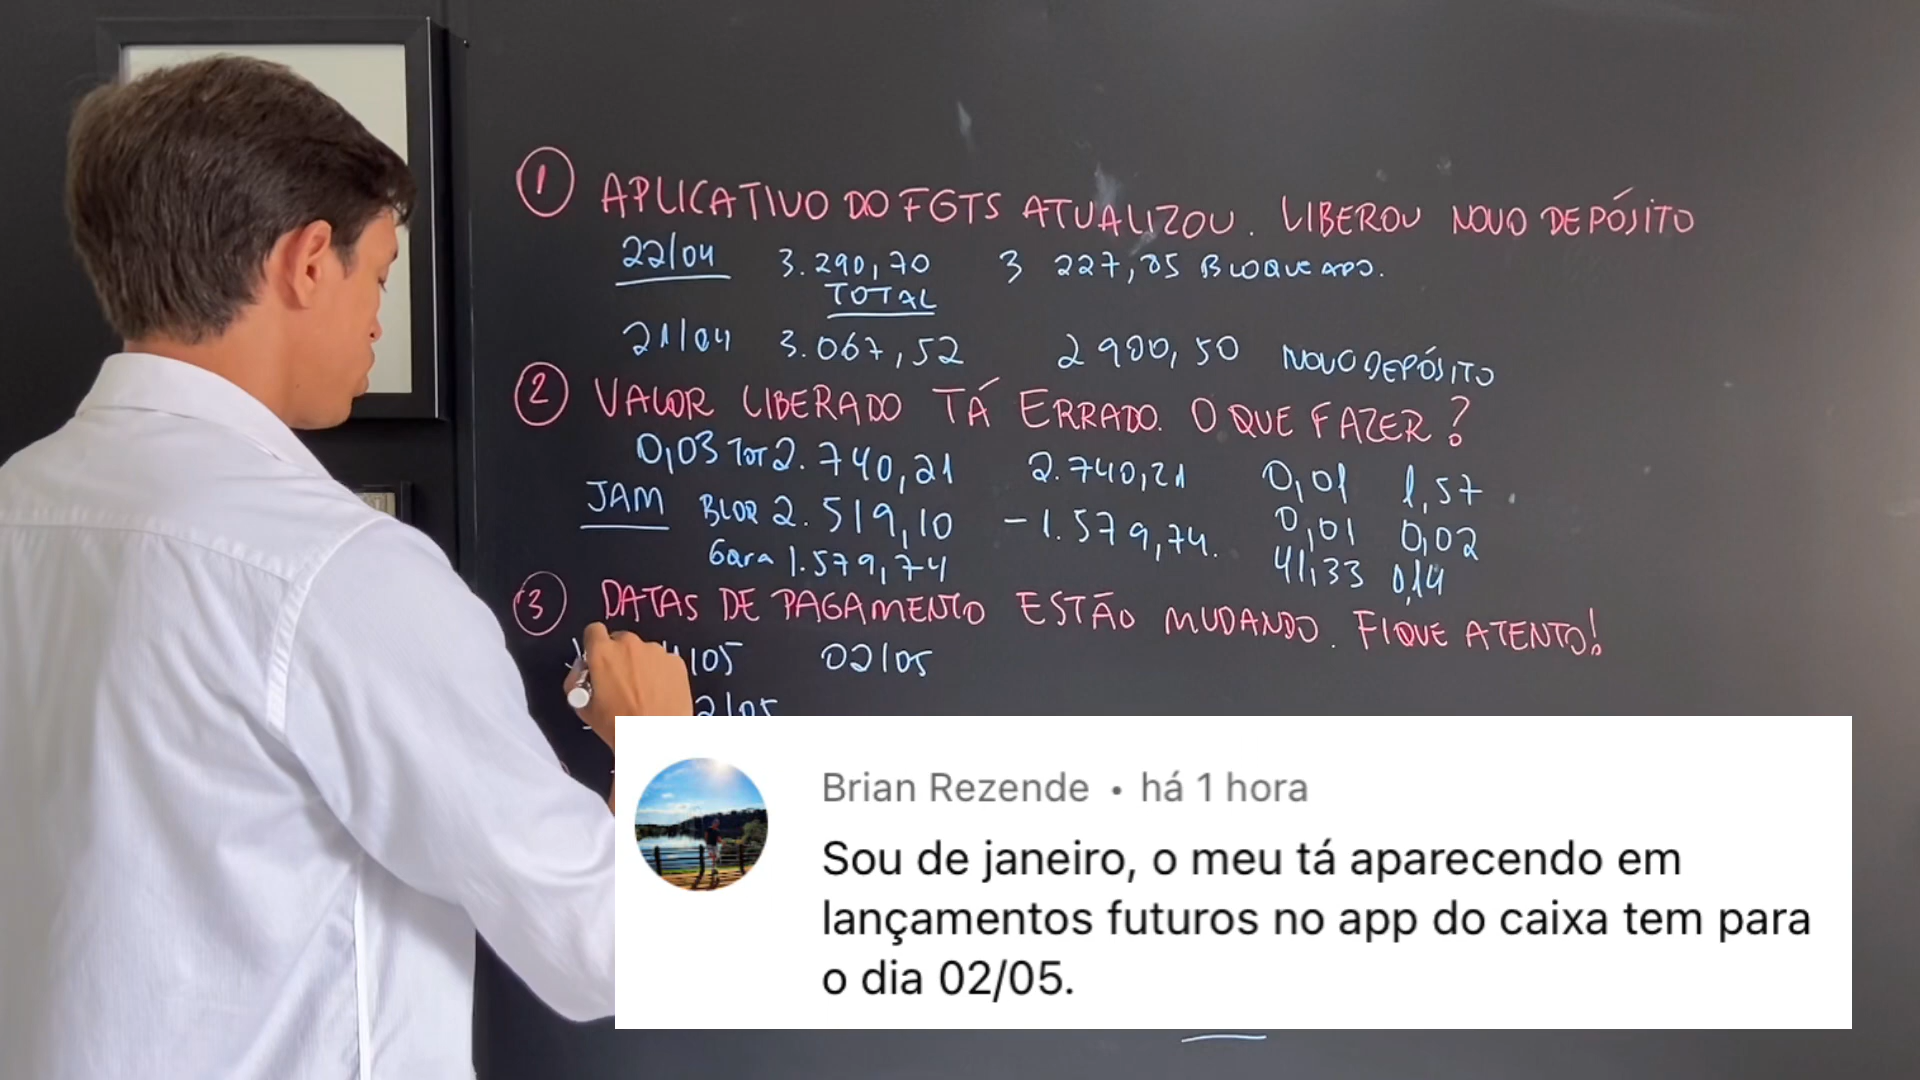 1 APLICATIVO DO FGTS ATUALIZOU. LIBEROU NOVO DEPÓSITO
22/04 3.290,70 3 227,85 BLOQUEADO.
TOTAL
21/04 3.067,52 2 900,50 NOVO DEPÓSITO
2 VALOR LIBERADO TÁ ERRADO. O QUE FAZER?
0,03 TOT 2.740,21 2.740,21 0,01 1,57
JAM BLOQ 2.519,10 -1.579,74. 0,01 0,02
Gara 1.579,74 41,33 0,14
3 DATAS DE PAGAMENTO ESTÃO MUDANDO. FIQUE ATENTO!
/05 02/05
2/05
Brian Rezende • há 1 hora
Sou de janeiro, o meu tá aparecendo em
lançamentos futuros no app do caixa tem para
o dia 02/05.